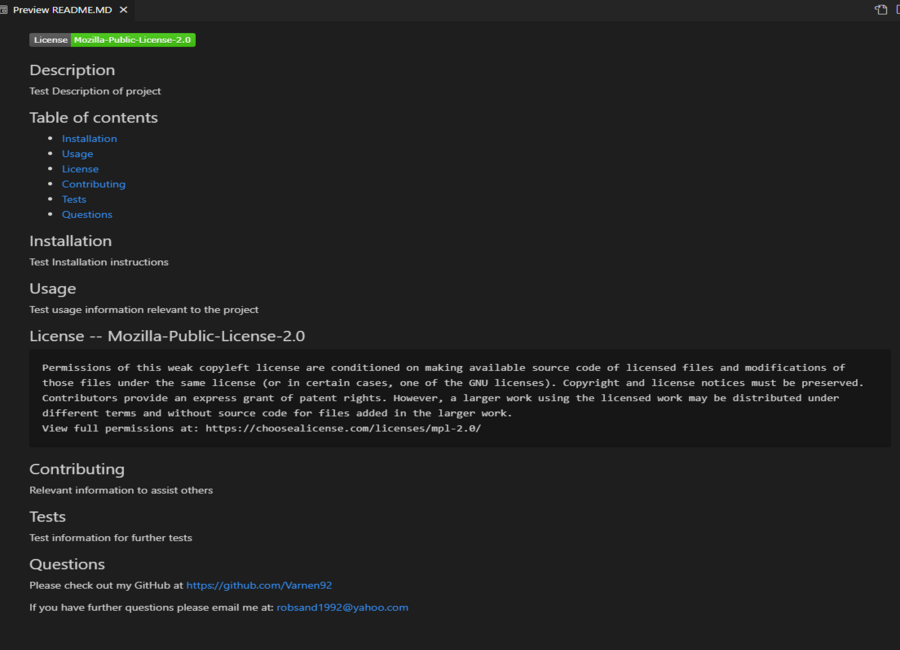 Preview README.MD
License Mozilla-Public-License-2.0
Description
Test Description of project
Table of contents
Installation
Usage
License
Contributing
Tests
Questions
Installation
Test Installation instructions
Usage
Test usage information relevant to the project
License -- Mozilla-Public-License-2.0
Permissions of this weak copyleft license are conditioned on making available source code of licensed files and modifications of
those files under the same license (or in certain cases, one of the GNU licenses). Copyright and license notices must be preserved.
Contributors provide an express grant of patent rights. However, a larger work using the licensed work may be distributed under
different terms and without source code for files added in the larger work.
View full permissions at: https://choosealicense.com/licenses/mpl-2.0/
Contributing
Relevant information to assist others
Tests
Test information for further tests
Questions
Please check out my GitHub at https://github.com/Varnen92
If you have further questions please email me at: robsand1992@yahoo.com